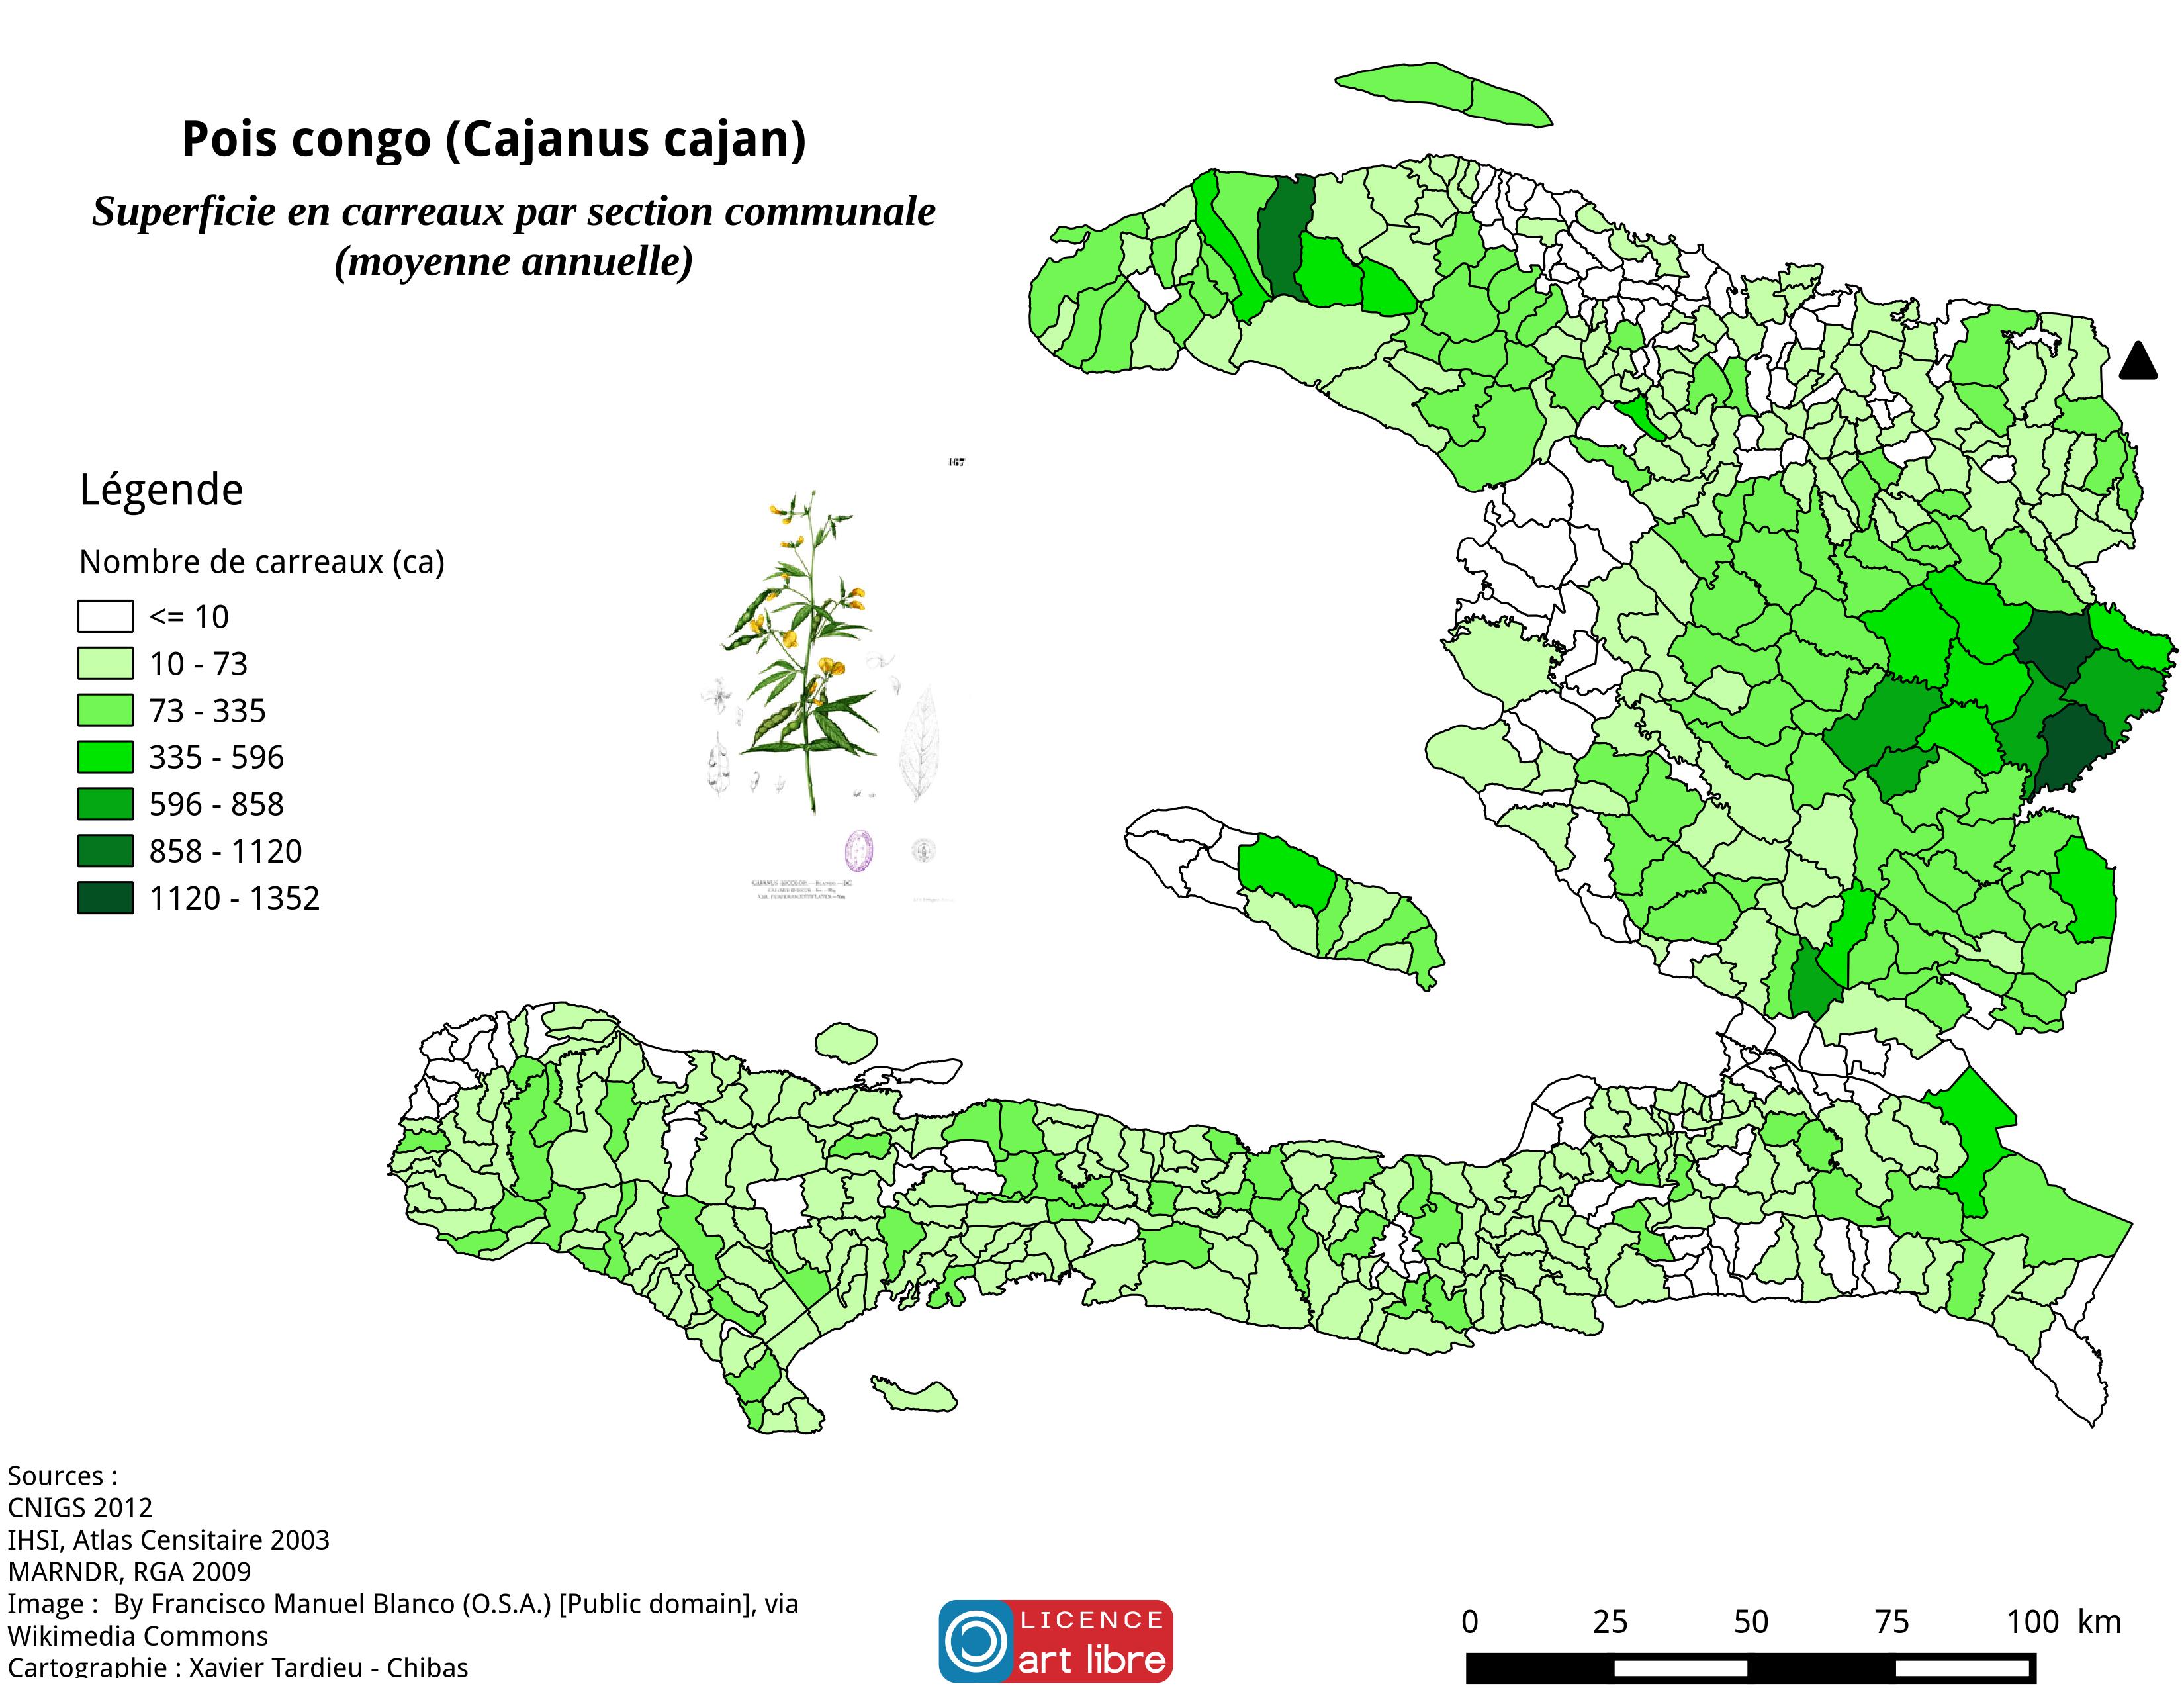 Pois congo (Cajanus cajan)
Superficie en carreaux par section communale
(moyenne annuelle)
167
Légende
Nombre de carreaux (ca)
<= 10
10 - 73
73 - 335
335 - 596
596 - 858
858 - 1120
1120 - 1352
Sources :
CNIGS 2012
IHSI, Atlas Censitaire 2003
MARNDR, RGA 2009
Image :  By Francisco Manuel Blanco (O.S.A.) [Public domain], via
Wikimedia Commons
Cartographie : Xavier Tardieu - Chibas
LICENCE
art libre
0 25 50 75 100 km